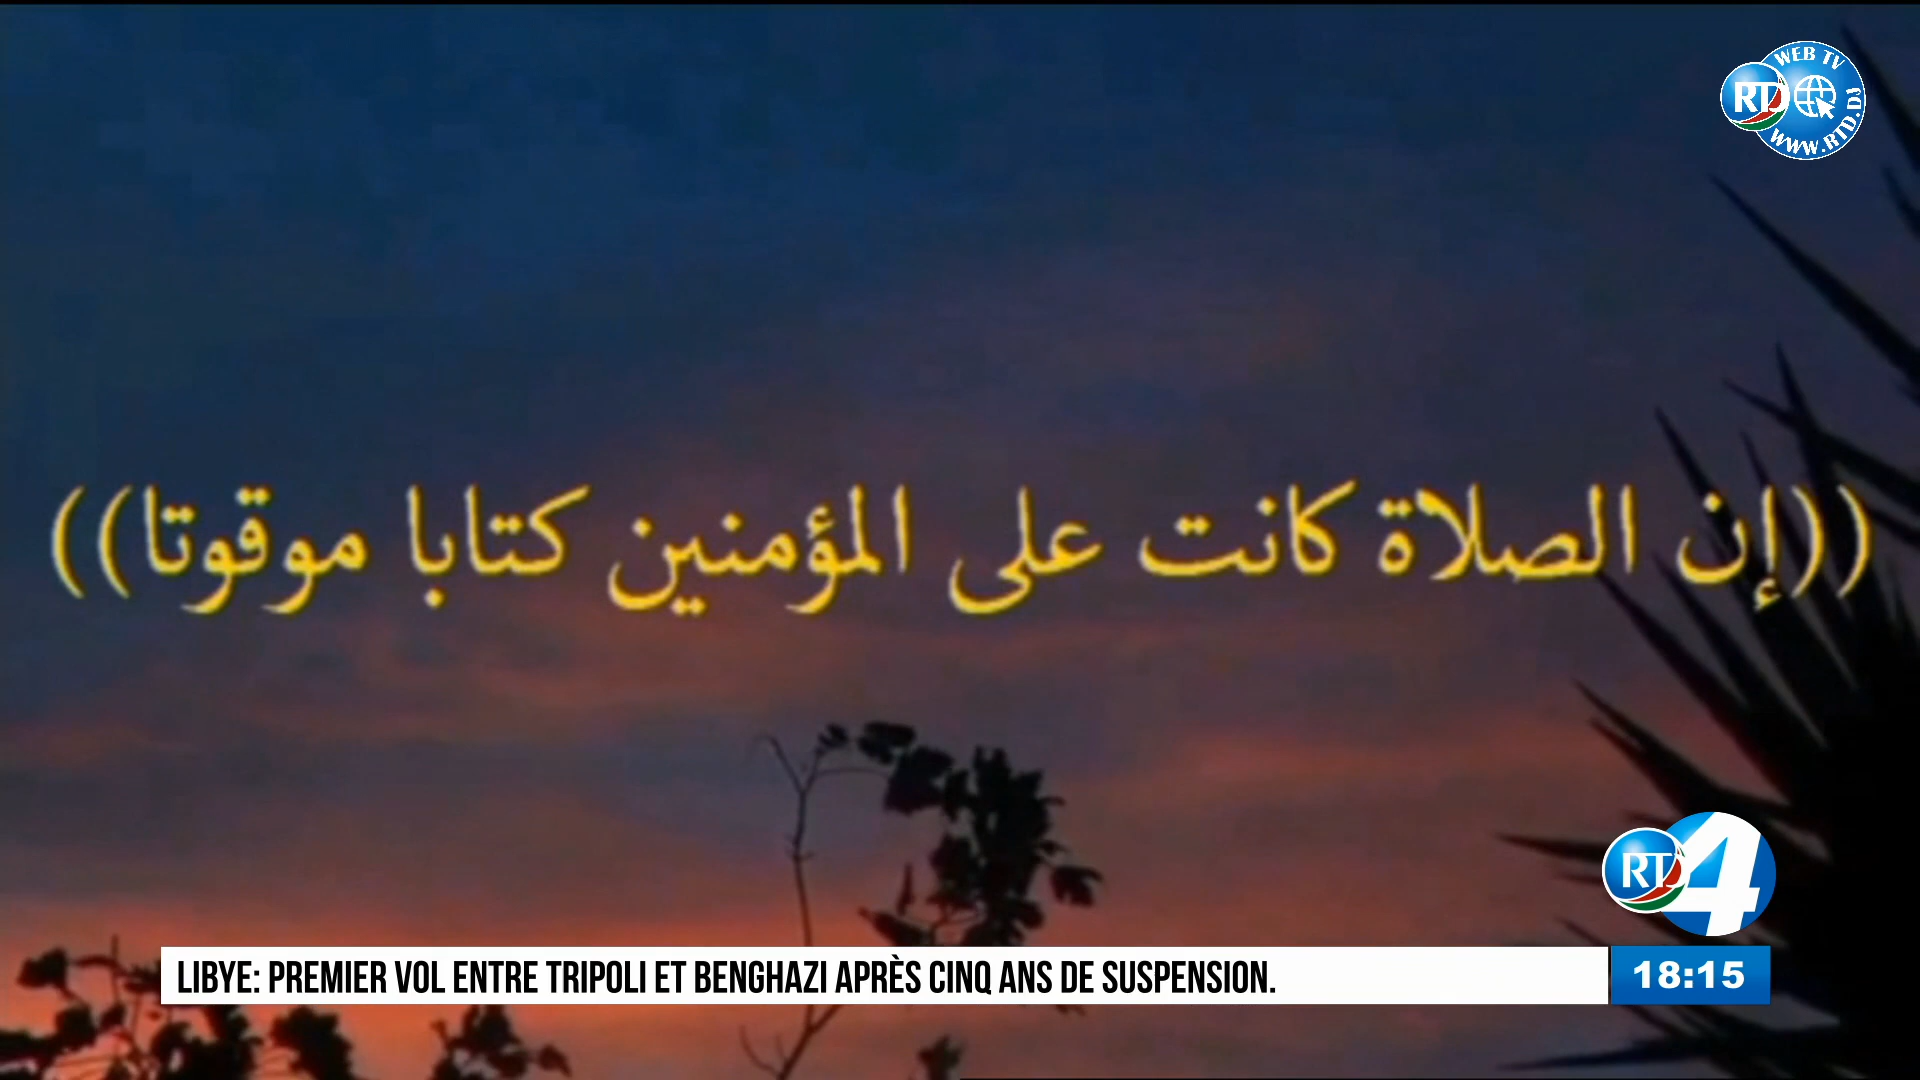 WEB TV
RTD
WWW.RTD.DJ
((إن الصلاة كانت على المؤمنين كتابا موقوتا))
RTD 4
LIBYE: PREMIER VOL ENTRE TRIPOLI ET BENGHAZI APRÈS CINQ ANS DE SUSPENSION.
18:15